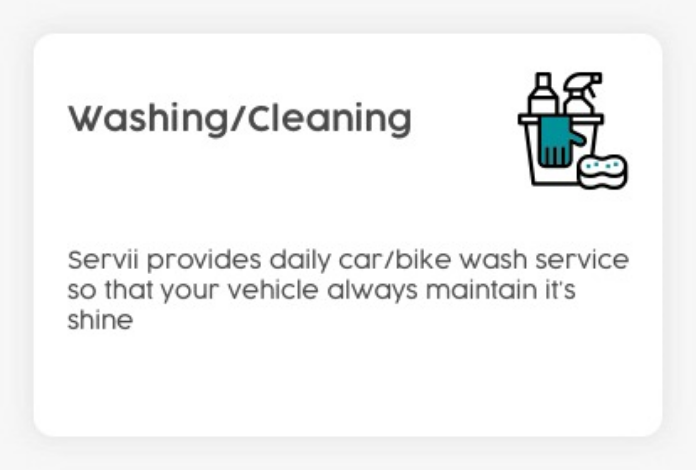 Washing/Cleaning
Servii provides daily car/bike wash service
so that your vehicle always maintain it's
shine